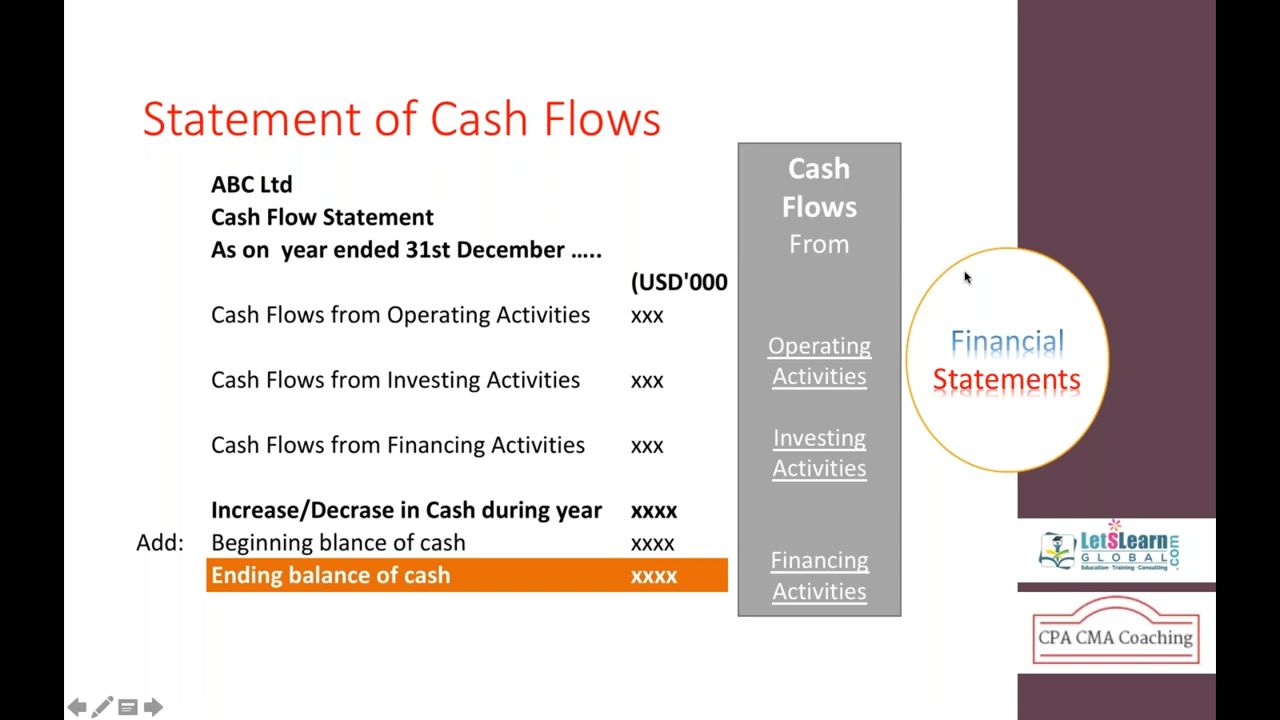 Statement of Cash Flows
ABC Ltd
Cash Flow Statement
As on year ended 31st December …..
(USD'000
Cash Flows from Operating Activities xxx
Cash Flows from Investing Activities xxx
Cash Flows from Financing Activities xxx
Increase/Decrase in Cash during year xxxx
Add: Beginning blance of cash xxxx
Ending balance of cash xxxx
Cash
Flows
From
Operating
Activities
Investing
Activities
Financing
Activities
Financial
Statements
LetSLearn
GLOBAL
.com
Education · Training · Consulting
CPA CMA Coaching